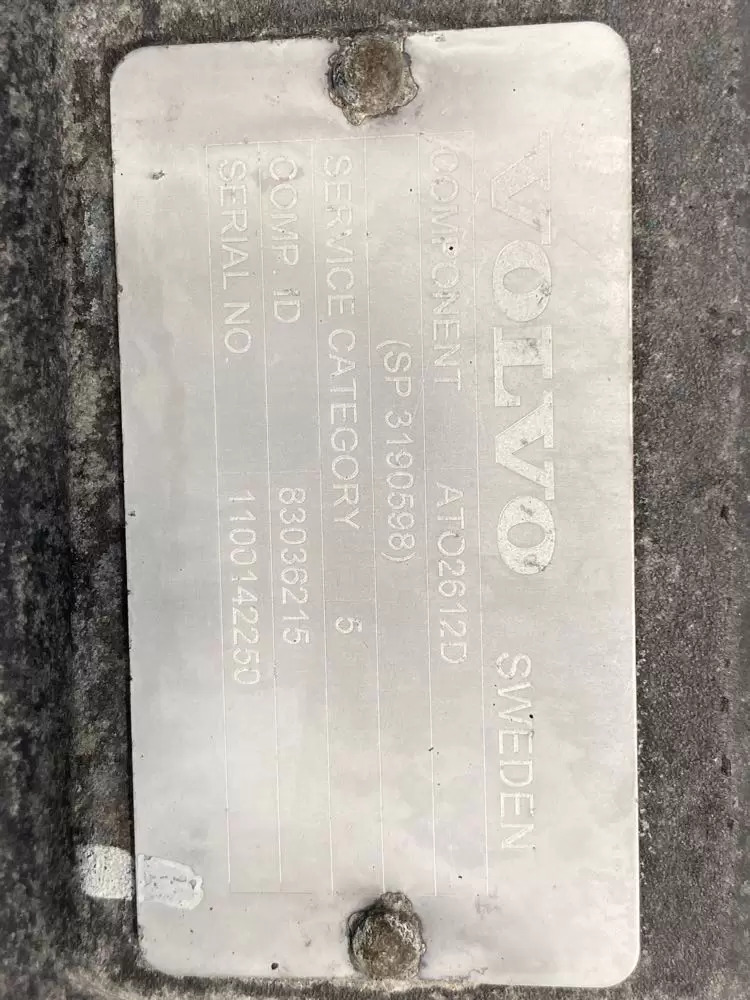 VOLVO SWEDEN
COMPONENT ATO2612D
(SP 3190598)
SERVICE CATEGORY 5
COMP. ID 83036215
SERIAL NO. 1100142250